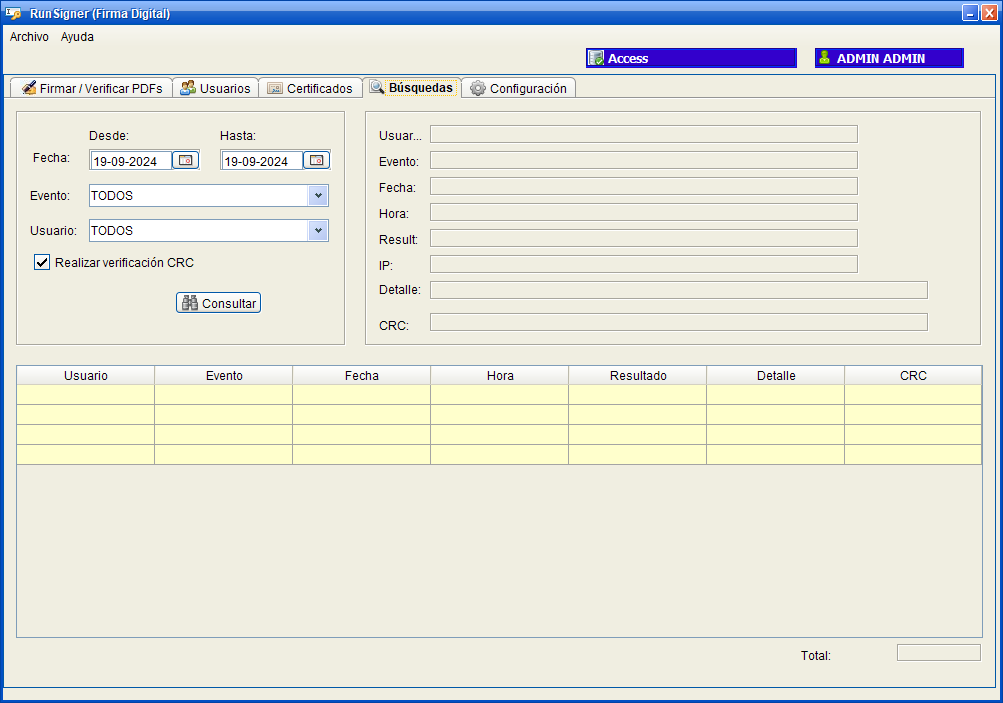 RunSigner (Firma Digital)
Archivo Ayuda
Access ADMIN ADMIN
Firmar / Verificar PDFs Usuarios Certificados Búsquedas Configuración
Desde: Hasta:
Fecha: 19-09-2024 19-09-2024
Evento: TODOS
Usuario: TODOS
Realizar verificación CRC
Consultar
Usuar...
Evento:
Fecha:
Hora:
Result:
IP:
Detalle:
CRC:
Usuario Evento Fecha Hora Resultado Detalle CRC
Total: